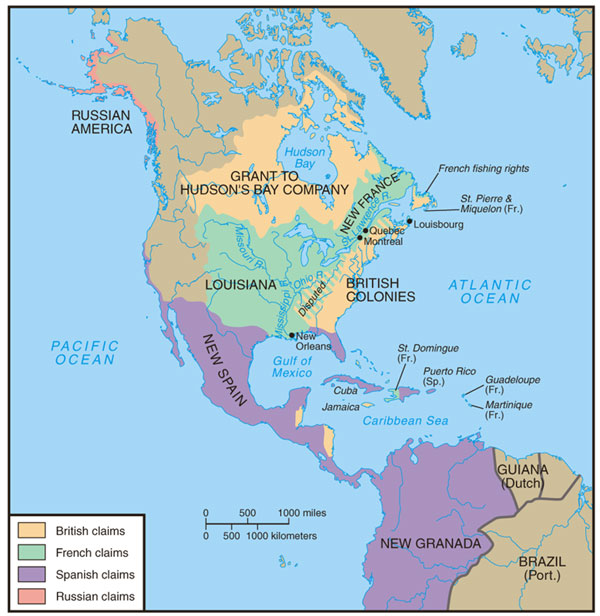 RUSSIAN
AMERICA
Hudson
Bay
GRANT TO
HUDSON'S BAY COMPANY
French fishing rights
St. Pierre &
Miquelon (Fr.)
NEW FRANCE
St. Lawrence R.
Louisbourg
Quebec
Montreal
Missouri R.
Ohio R.
Mississippi R.
LOUISIANA
Disputed
BRITISH
COLONIES
ATLANTIC
OCEAN
PACIFIC
OCEAN
NEW SPAIN
New
Orleans
Gulf of
Mexico
St. Domingue
(Fr.)
Puerto Rico
(Sp.)
Guadeloupe
(Fr.)
Martinique
(Fr.)
Cuba
Jamaica
Caribbean Sea
GUIANA
(Dutch)
NEW GRANADA
BRAZIL
(Port.)
0 500 1000 miles
0 500 1000 kilometers
British claims
French claims
Spanish claims
Russian claims